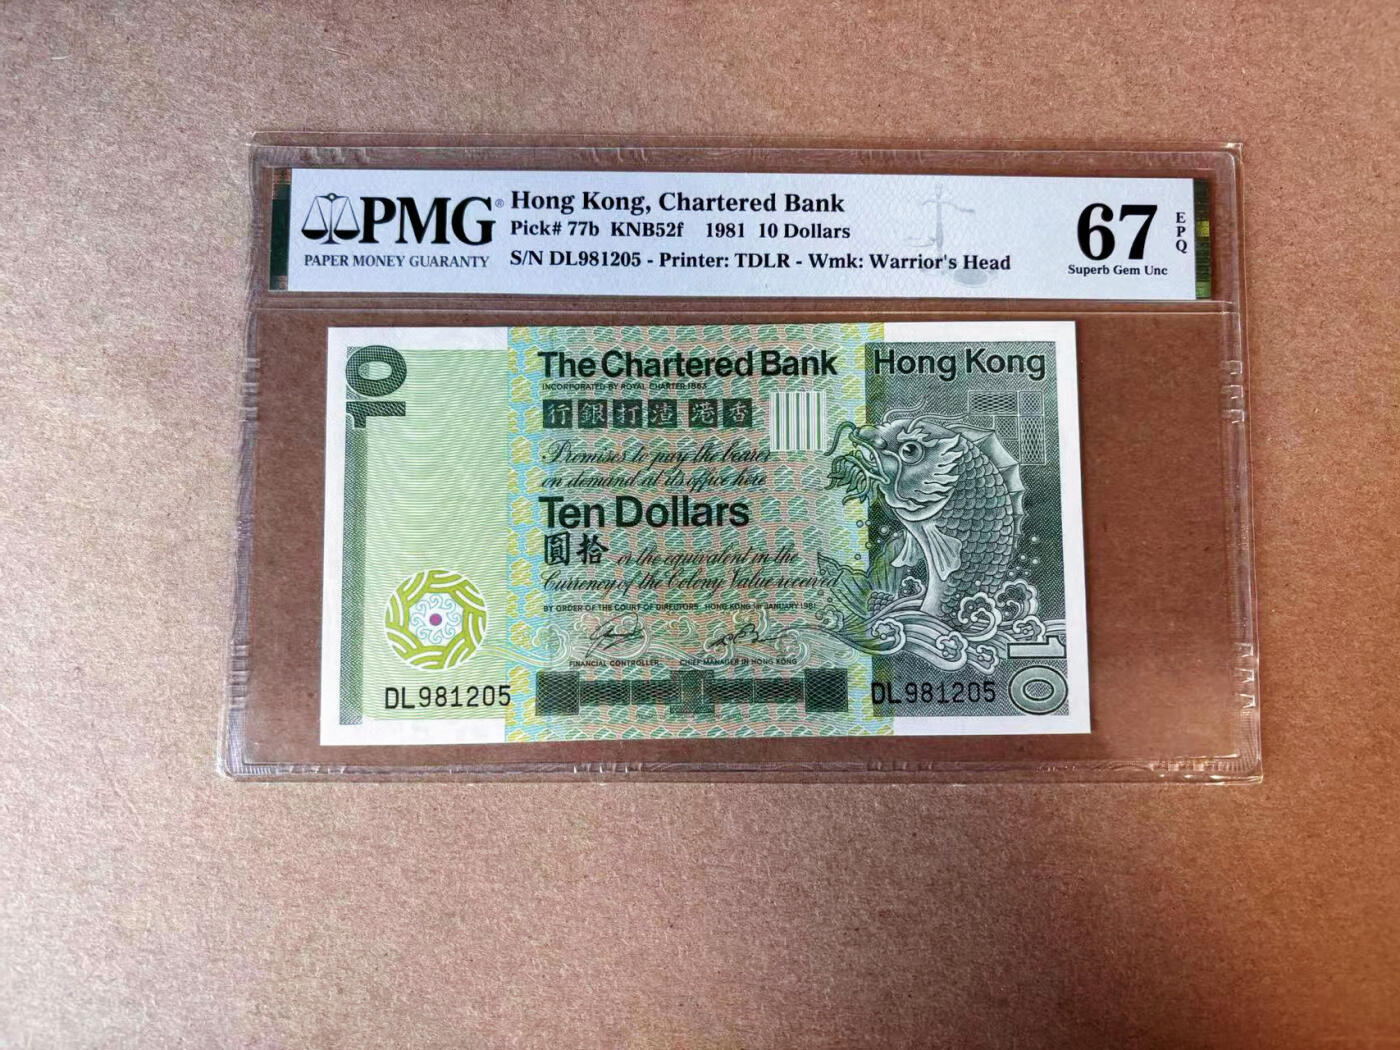 PMG®
PAPER MONEY GUARANTY
Hong Kong, Chartered Bank
Pick# 77b KNB52f 1981 10 Dollars
S/N DL981205 - Printer: TDLR - Wmk: Warrior's Head
67
EPQ
Superb Gem Unc
10
The Chartered Bank
Hong Kong
INCORPORATED BY ROYAL CHARTER 1853
行銀打渣港香
Promises to pay the bearer
on demand at its office here
Ten Dollars
圓拾 or the equivalent in the
Currency of the Colony Value received
BY ORDER OF THE COURT OF DIRECTORS HONG KONG 1ST JANUARY 1981
FINANCIAL CONTROLLER CHIEF MANAGER IN HONG KONG
DL981205
DL981205
10